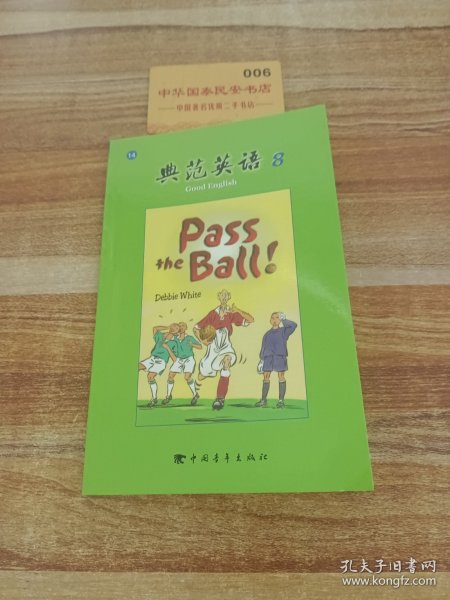 006
中华国泰民安书店
中国著名优质二手书店
14
典范英语 8
Good English
Pass
the Ball!
Debbie White
中国青年出版社
孔夫子旧书网
www.kongfz.com